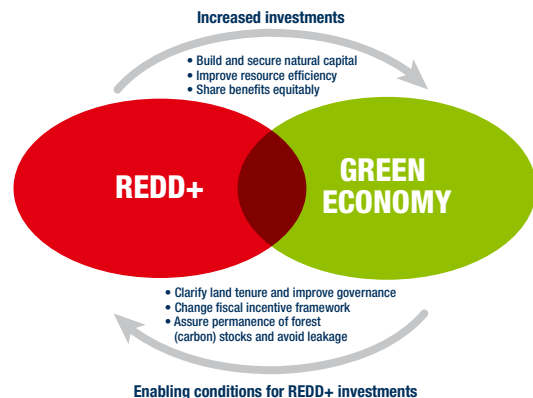 Increased investments
• Build and secure natural capital
• Improve resource efficiency
• Share benefits equitably
REDD+
GREEN
ECONOMY
• Clarify land tenure and improve governance
• Change fiscal incentive framework
• Assure permanence of forest
(carbon) stocks and avoid leakage
Enabling conditions for REDD+ investments